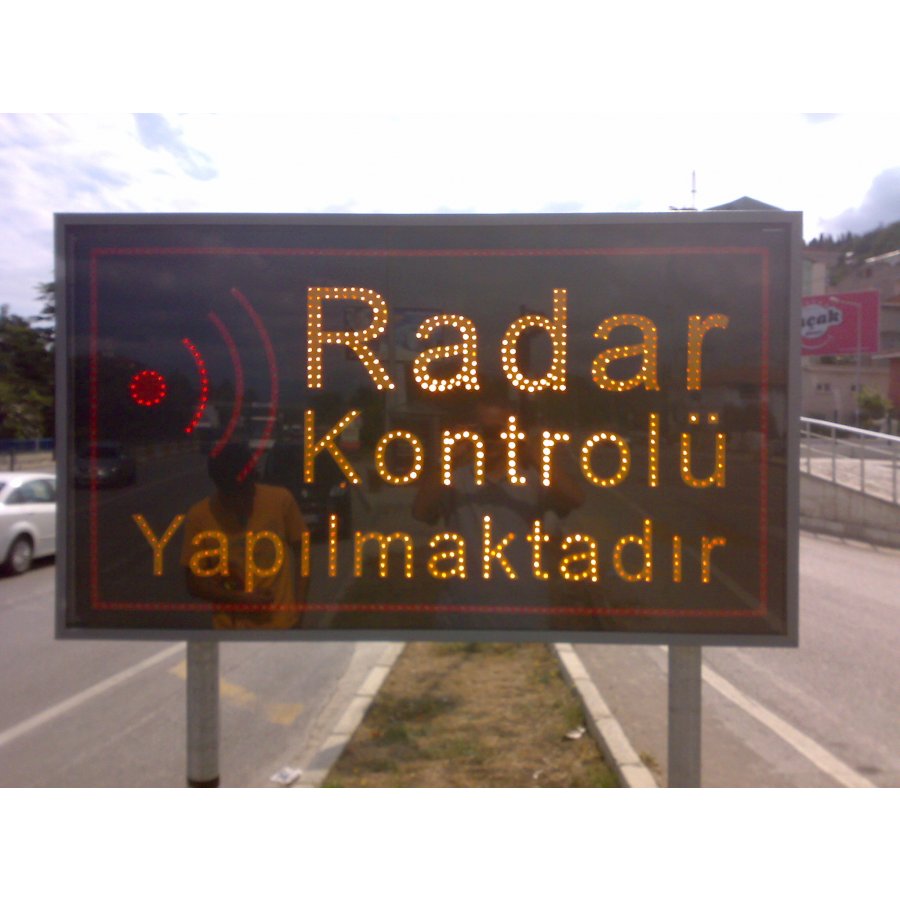 Radar
Kontrolü
Yapılmaktadır